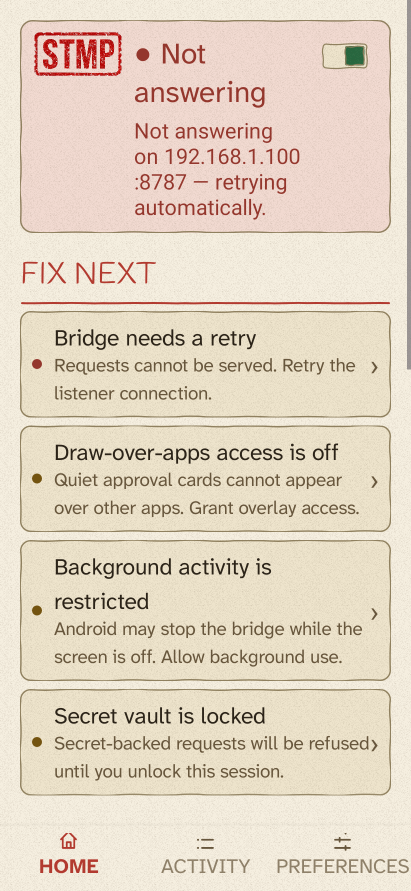 STMP
● Not
answering
Not answering
on 192.168.1.100
:8787 — retrying
automatically.
FIX NEXT
Bridge needs a retry
Requests cannot be served. Retry the
listener connection.
Draw-over-apps access is off
Quiet approval cards cannot appear
over other apps. Grant overlay access.
Background activity is
restricted
Android may stop the bridge while the
screen is off. Allow background use.
Secret vault is locked
Secret-backed requests will be refused
until you unlock this session.
HOME
ACTIVITY
PREFERENCES